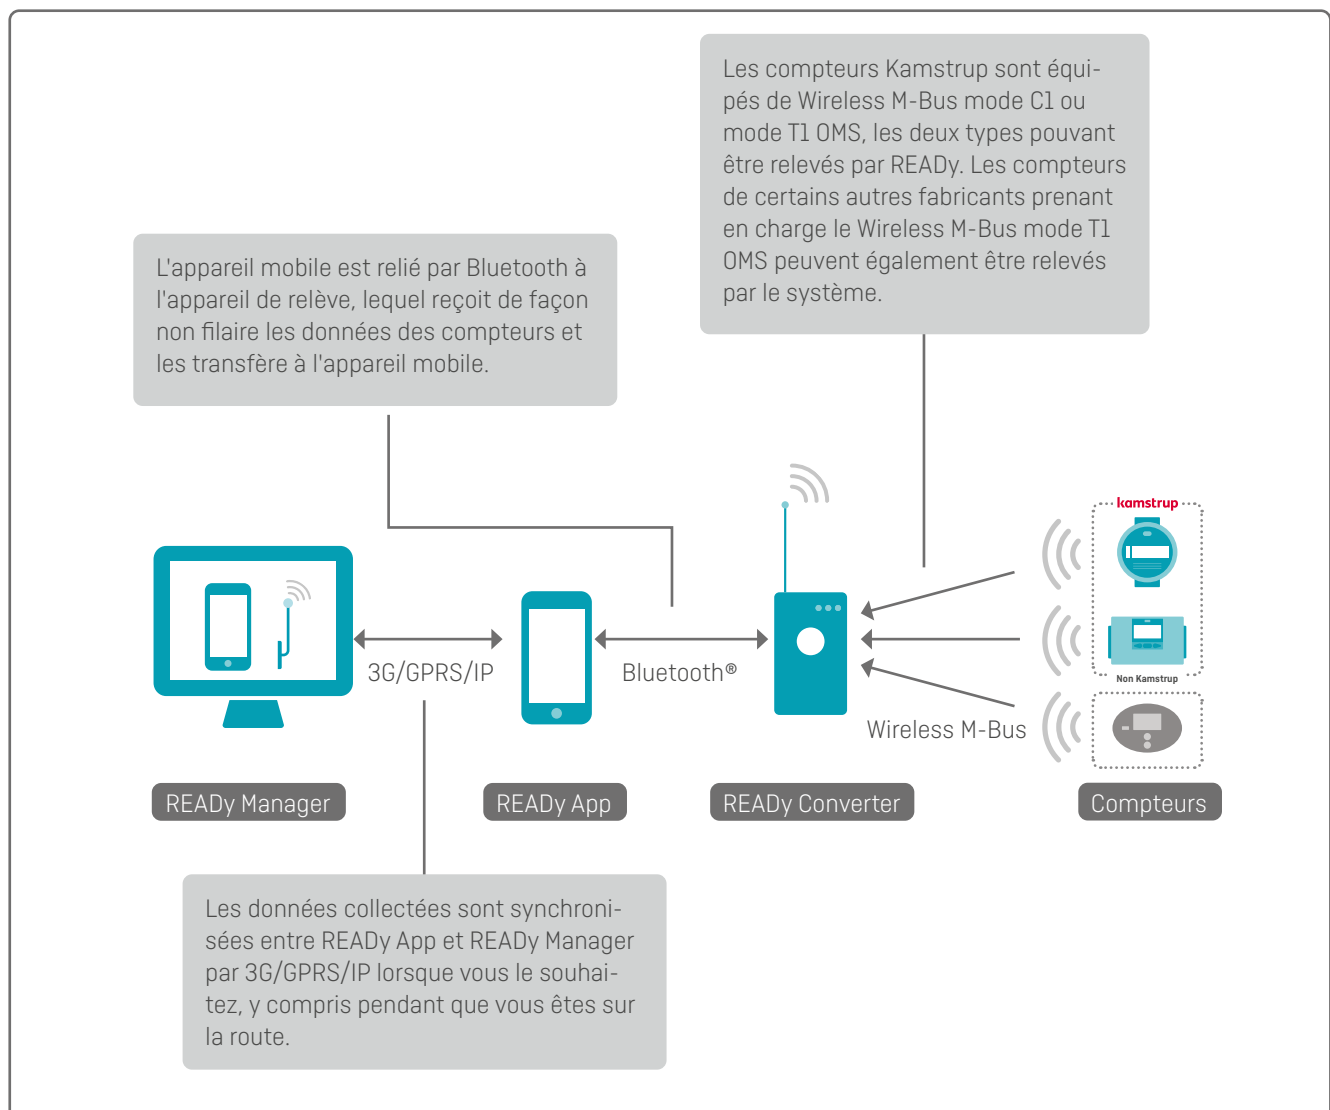 Les compteurs Kamstrup sont équi-
pés de Wireless M-Bus mode C1 ou
mode T1 OMS, les deux types pouvant
être relevés par READy. Les compteurs
de certains autres fabricants prenant
en charge le Wireless M-Bus mode T1
OMS peuvent également être relevés
par le système.
L'appareil mobile est relié par Bluetooth à
l'appareil de relève, lequel reçoit de façon
non filaire les données des compteurs et
les transfère à l'appareil mobile.
kamstrup
3G/GPRS/IP
Bluetooth®
Non Kamstrup
Wireless M-Bus
READy Manager
READy App
READy Converter
Compteurs
Les données collectées sont synchroni-
sées entre READy App et READy Manager
par 3G/GPRS/IP lorsque vous le souhai-
tez, y compris pendant que vous êtes sur
la route.